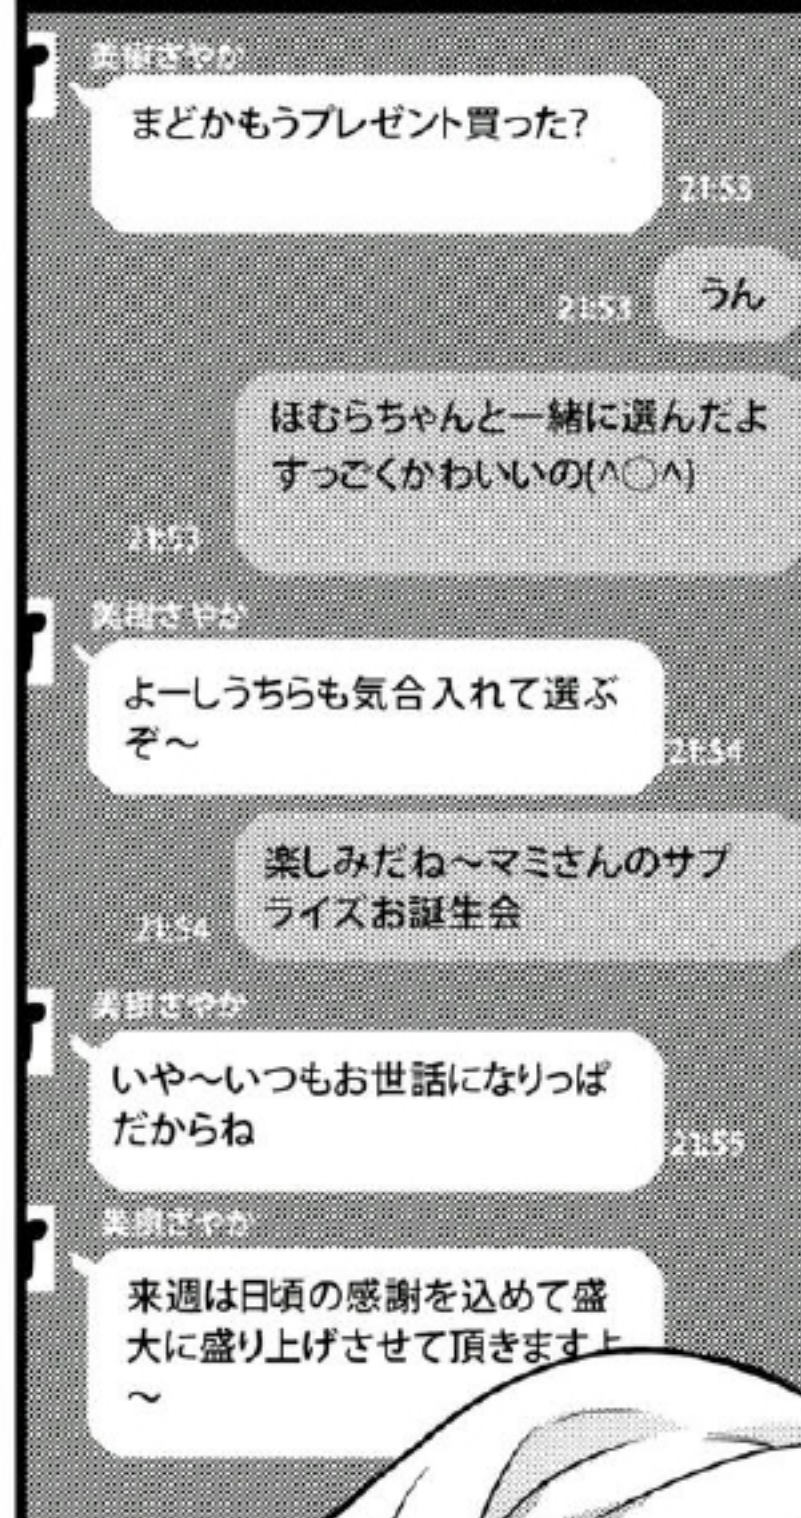 美樹さやか
まどかもうプレゼント買った?
21:53
うん
21:53
ほむらちゃんと一緒に選んだよ
すっごくかわいいの(^○^)
21:53
美樹さやか
よーしうちらも気合入れて選ぶ
ぞ～
21:54
楽しみだね～マミさんのサプ
ライズお誕生会
21:54
美樹さやか
いや～いつもお世話になりっぱ
だからね
21:55
美樹さやか
来週は日頃の感謝を込めて盛
大に盛り上げさせて頂きますよ
～